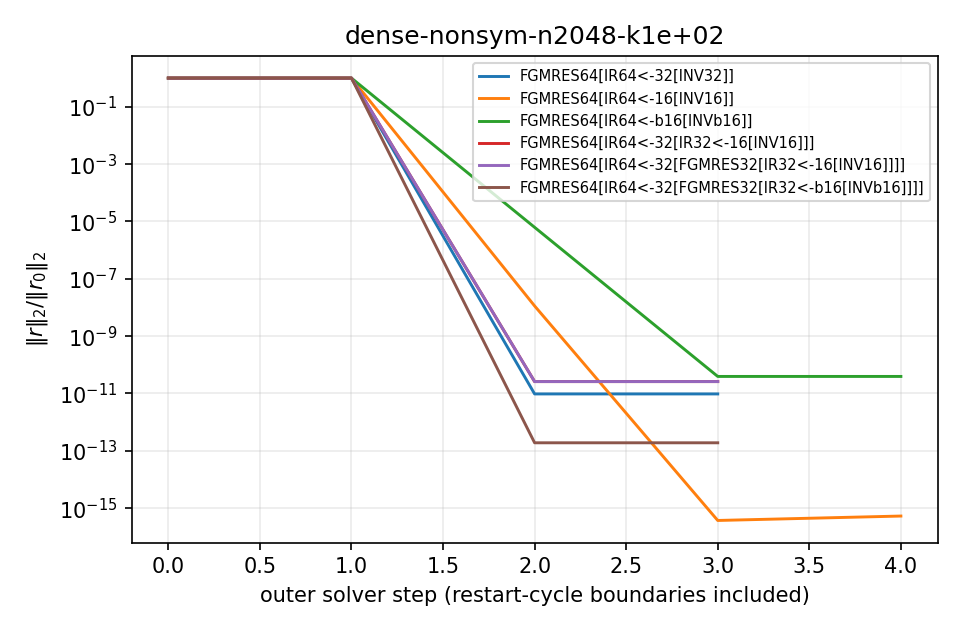 dense-nonsym-n2048-k1e+02
FGMRES64[IR64<-32[INV32]]
FGMRES64[IR64<-16[INV16]]
FGMRES64[IR64<-b16[INVb16]]
FGMRES64[IR64<-32[IR32<-16[INV16]]]
FGMRES64[IR64<-32[FGMRES32[IR32<-16[INV16]]]]
FGMRES64[IR64<-32[FGMRES32[IR32<-b16[INVb16]]]]
‖r‖₂/‖r₀‖₂
10⁻¹
10⁻³
10⁻⁵
10⁻⁷
10⁻⁹
10⁻¹¹
10⁻¹³
10⁻¹⁵
0.0 0.5 1.0 1.5 2.0 2.5 3.0 3.5 4.0
outer solver step (restart-cycle boundaries included)